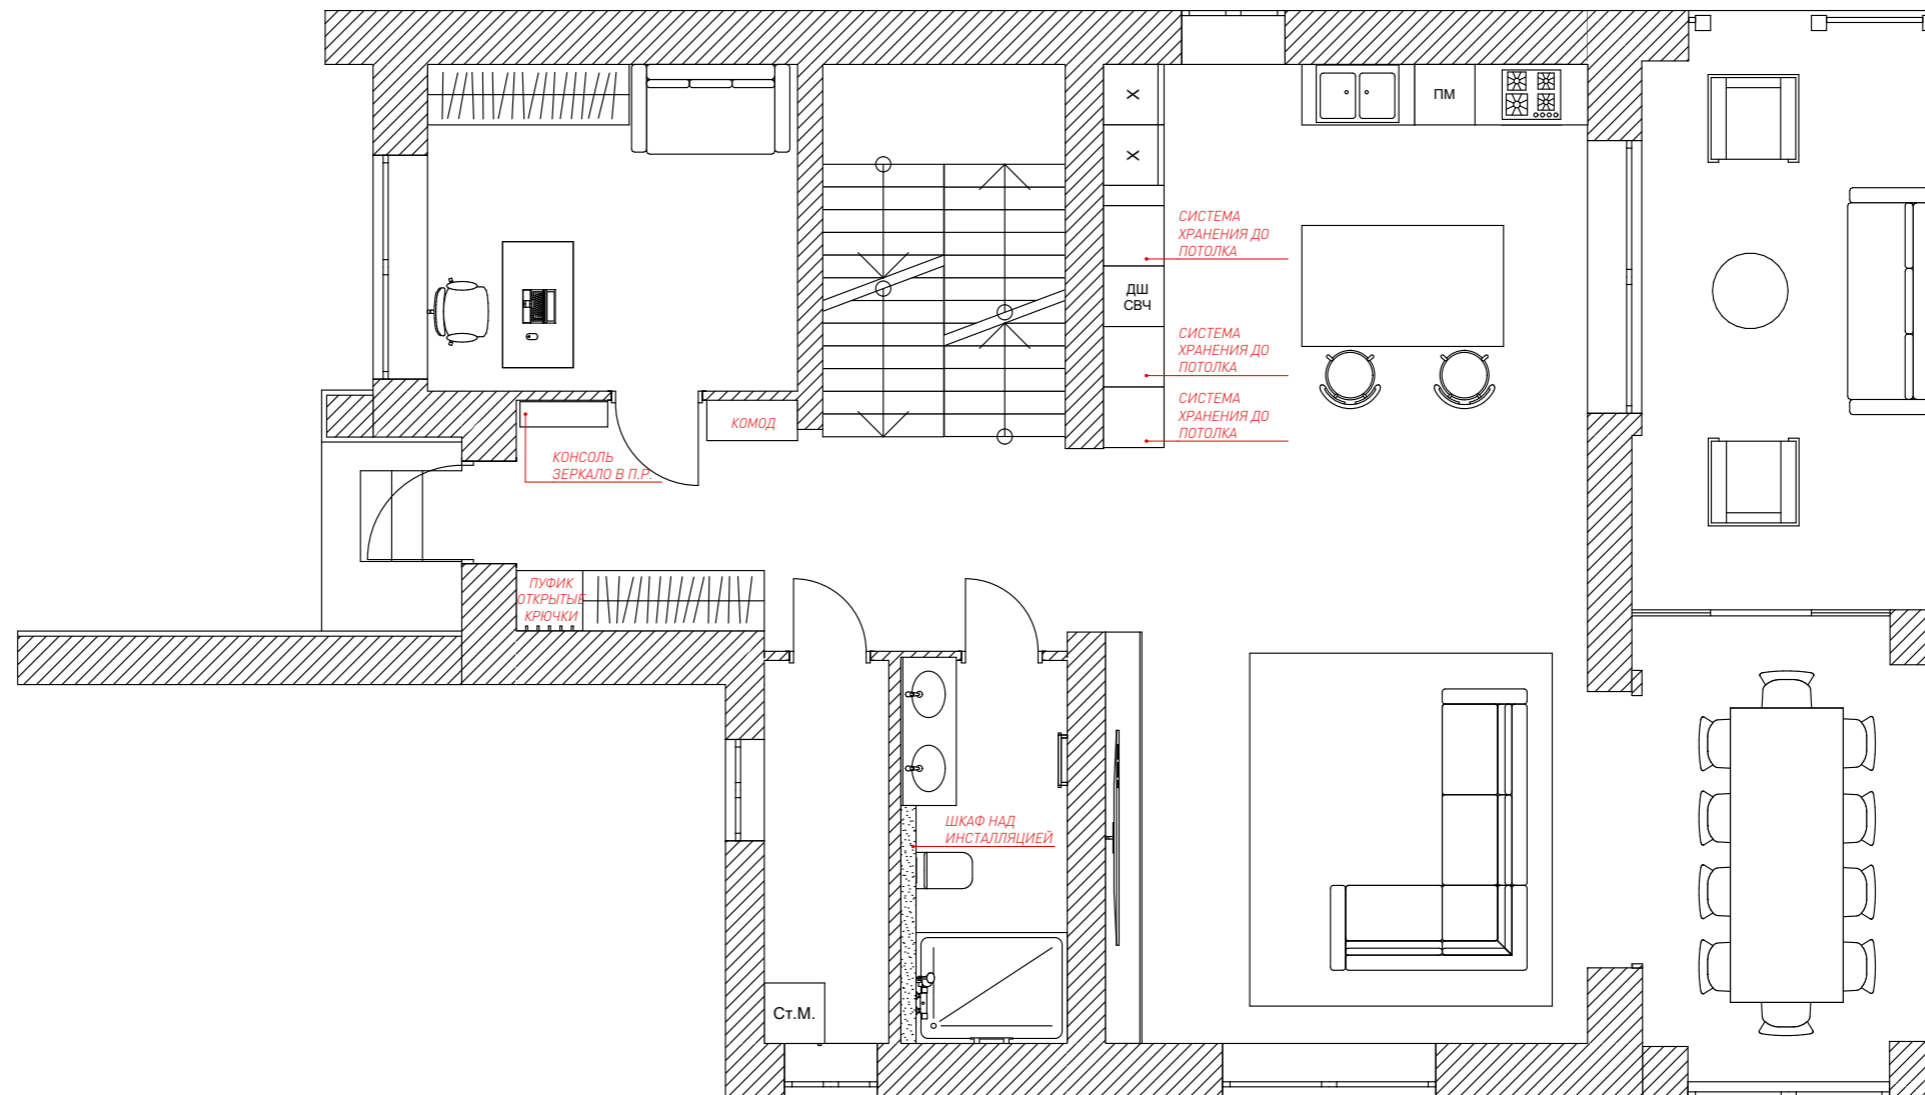 Х
ПМ
Х
СИСТЕМА
ХРАНЕНИЯ ДО
ПОТОЛКА
ДШ
СВЧ
СИСТЕМА
ХРАНЕНИЯ ДО
ПОТОЛКА
СИСТЕМА
ХРАНЕНИЯ ДО
ПОТОЛКА
КОМОД
КОНСОЛЬ
ЗЕРКАЛО В П.Р.
ПУФИК
ОТКРЫТЫЕ
КРЮЧКИ
ШКАФ НАД
ИНСТАЛЛЯЦИЕЙ
Ст.М.